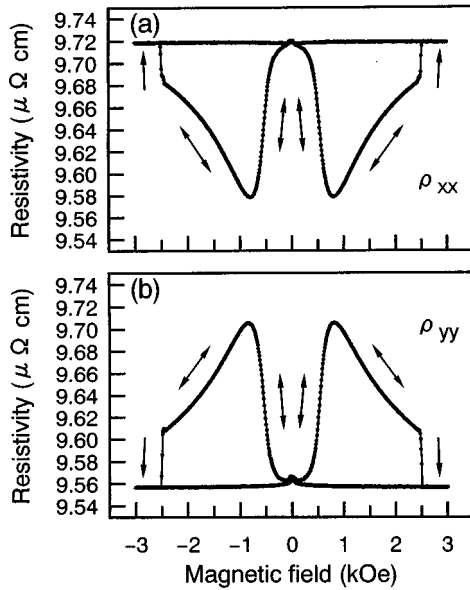 (a)
9.74
9.72
9.70
9.68
9.66
9.64
9.62
9.60
9.58
9.56
9.54
Resistivity (μ Ω cm)
ρ xx
(b)
9.74
9.72
9.70
9.68
9.66
9.64
9.62
9.60
9.58
9.56
9.54
Resistivity (μ Ω cm)
ρ yy
−3 −2 −1 0 1 2 3
Magnetic field (kOe)